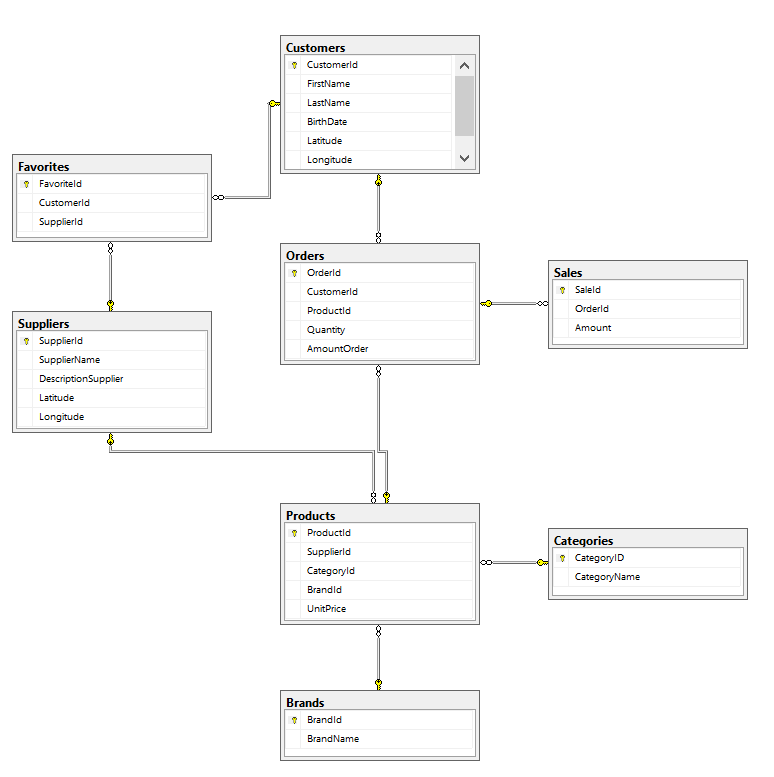 Customers
CustomerId
FirstName
LastName
BirthDate
Latitude
Longitude
Favorites
FavoriteId
CustomerId
SupplierId
Orders
OrderId
CustomerId
ProductId
Quantity
AmountOrder
Sales
SaleId
OrderId
Amount
Suppliers
SupplierId
SupplierName
DescriptionSupplier
Latitude
Longitude
Products
ProductId
SupplierId
CategoryId
BrandId
UnitPrice
Categories
CategoryID
CategoryName
Brands
BrandId
BrandName